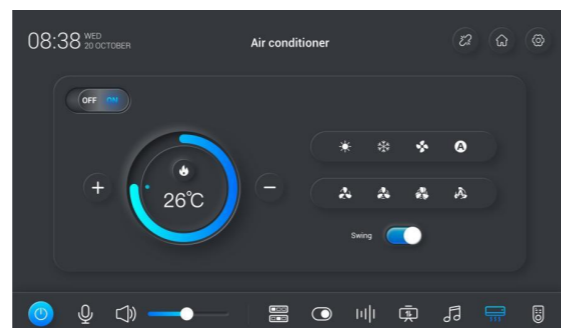 08:38
WED
20 OCTOBER
Air conditioner
OFF ON
A
+
26°C
−
Swing